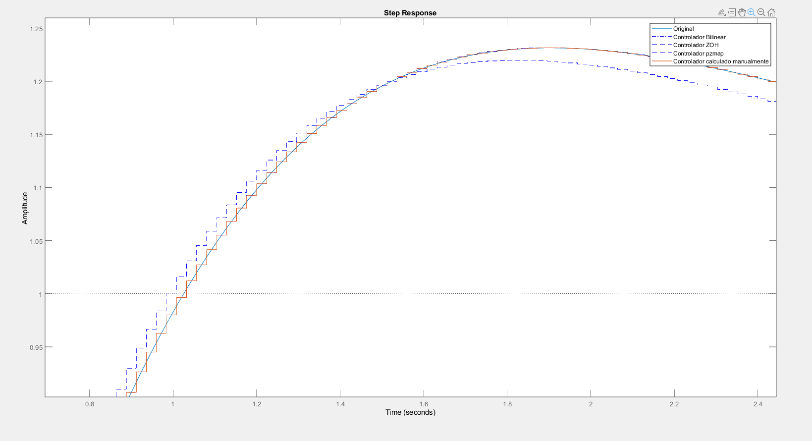 Step Response
Original
Controlador Bilinear
Controlador ZOH
Controlador pzmap
Controlador calculado manualmente
1.25
1.2
1.15
1.1
1.05
1
0.95
Amplitude
0.8
1
1.2
1.4
1.6
1.8
2
2.2
2.4
Time (seconds)